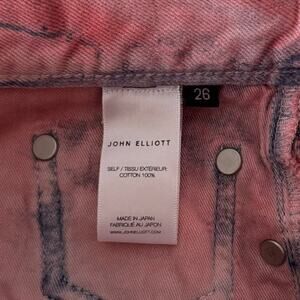 26
JOHN ELLIOTT
SELF / TISSU EXTÉRIEUR:
COTTON 100%
MADE IN JAPAN
FABRIQUÉ AU JAPON
WWW.JOHNELLIOTT.COM